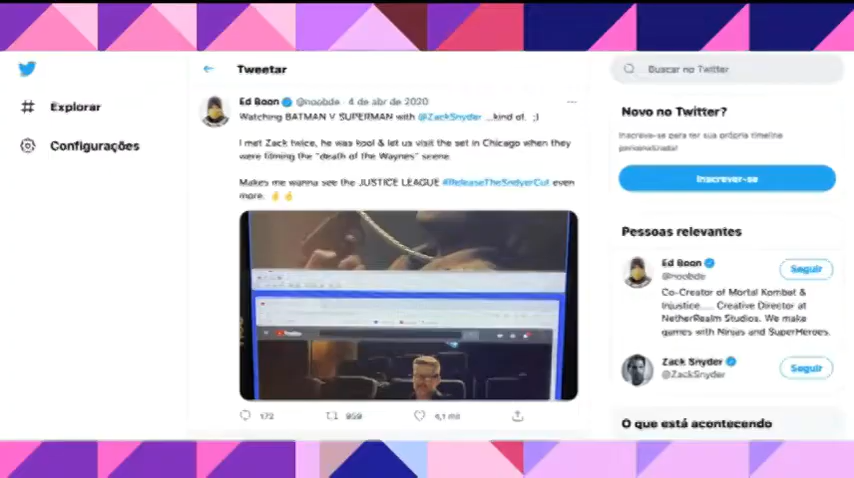 Tweetar
Buscar no Twitter
Explorar
Configurações
Ed Boon @noobde · 4 de abr de 2020
Watching BATMAN V SUPERMAN with @ZackSnyder ...kind of. ;)
I met Zack twice, he was kool & let us visit the set in Chicago when they
were filming the "death of the Waynes" scene.
Makes me wanna see the JUSTICE LEAGUE #ReleaseTheSndyerCut even
more.
172 959 4,1 mil
Novo no Twitter?
Inscreva-se para ter sua própria timeline
personalizada!
Inscrever-se
Pessoas relevantes
Ed Boon
@noobde
Seguir
Co-Creator of Mortal Kombat &
Injustice.... Creative Director at
NetherRealm Studios. We make
games with Ninjas and SuperHeroes.
Zack Snyder
@ZackSnyder
Seguir
O que está acontecendo